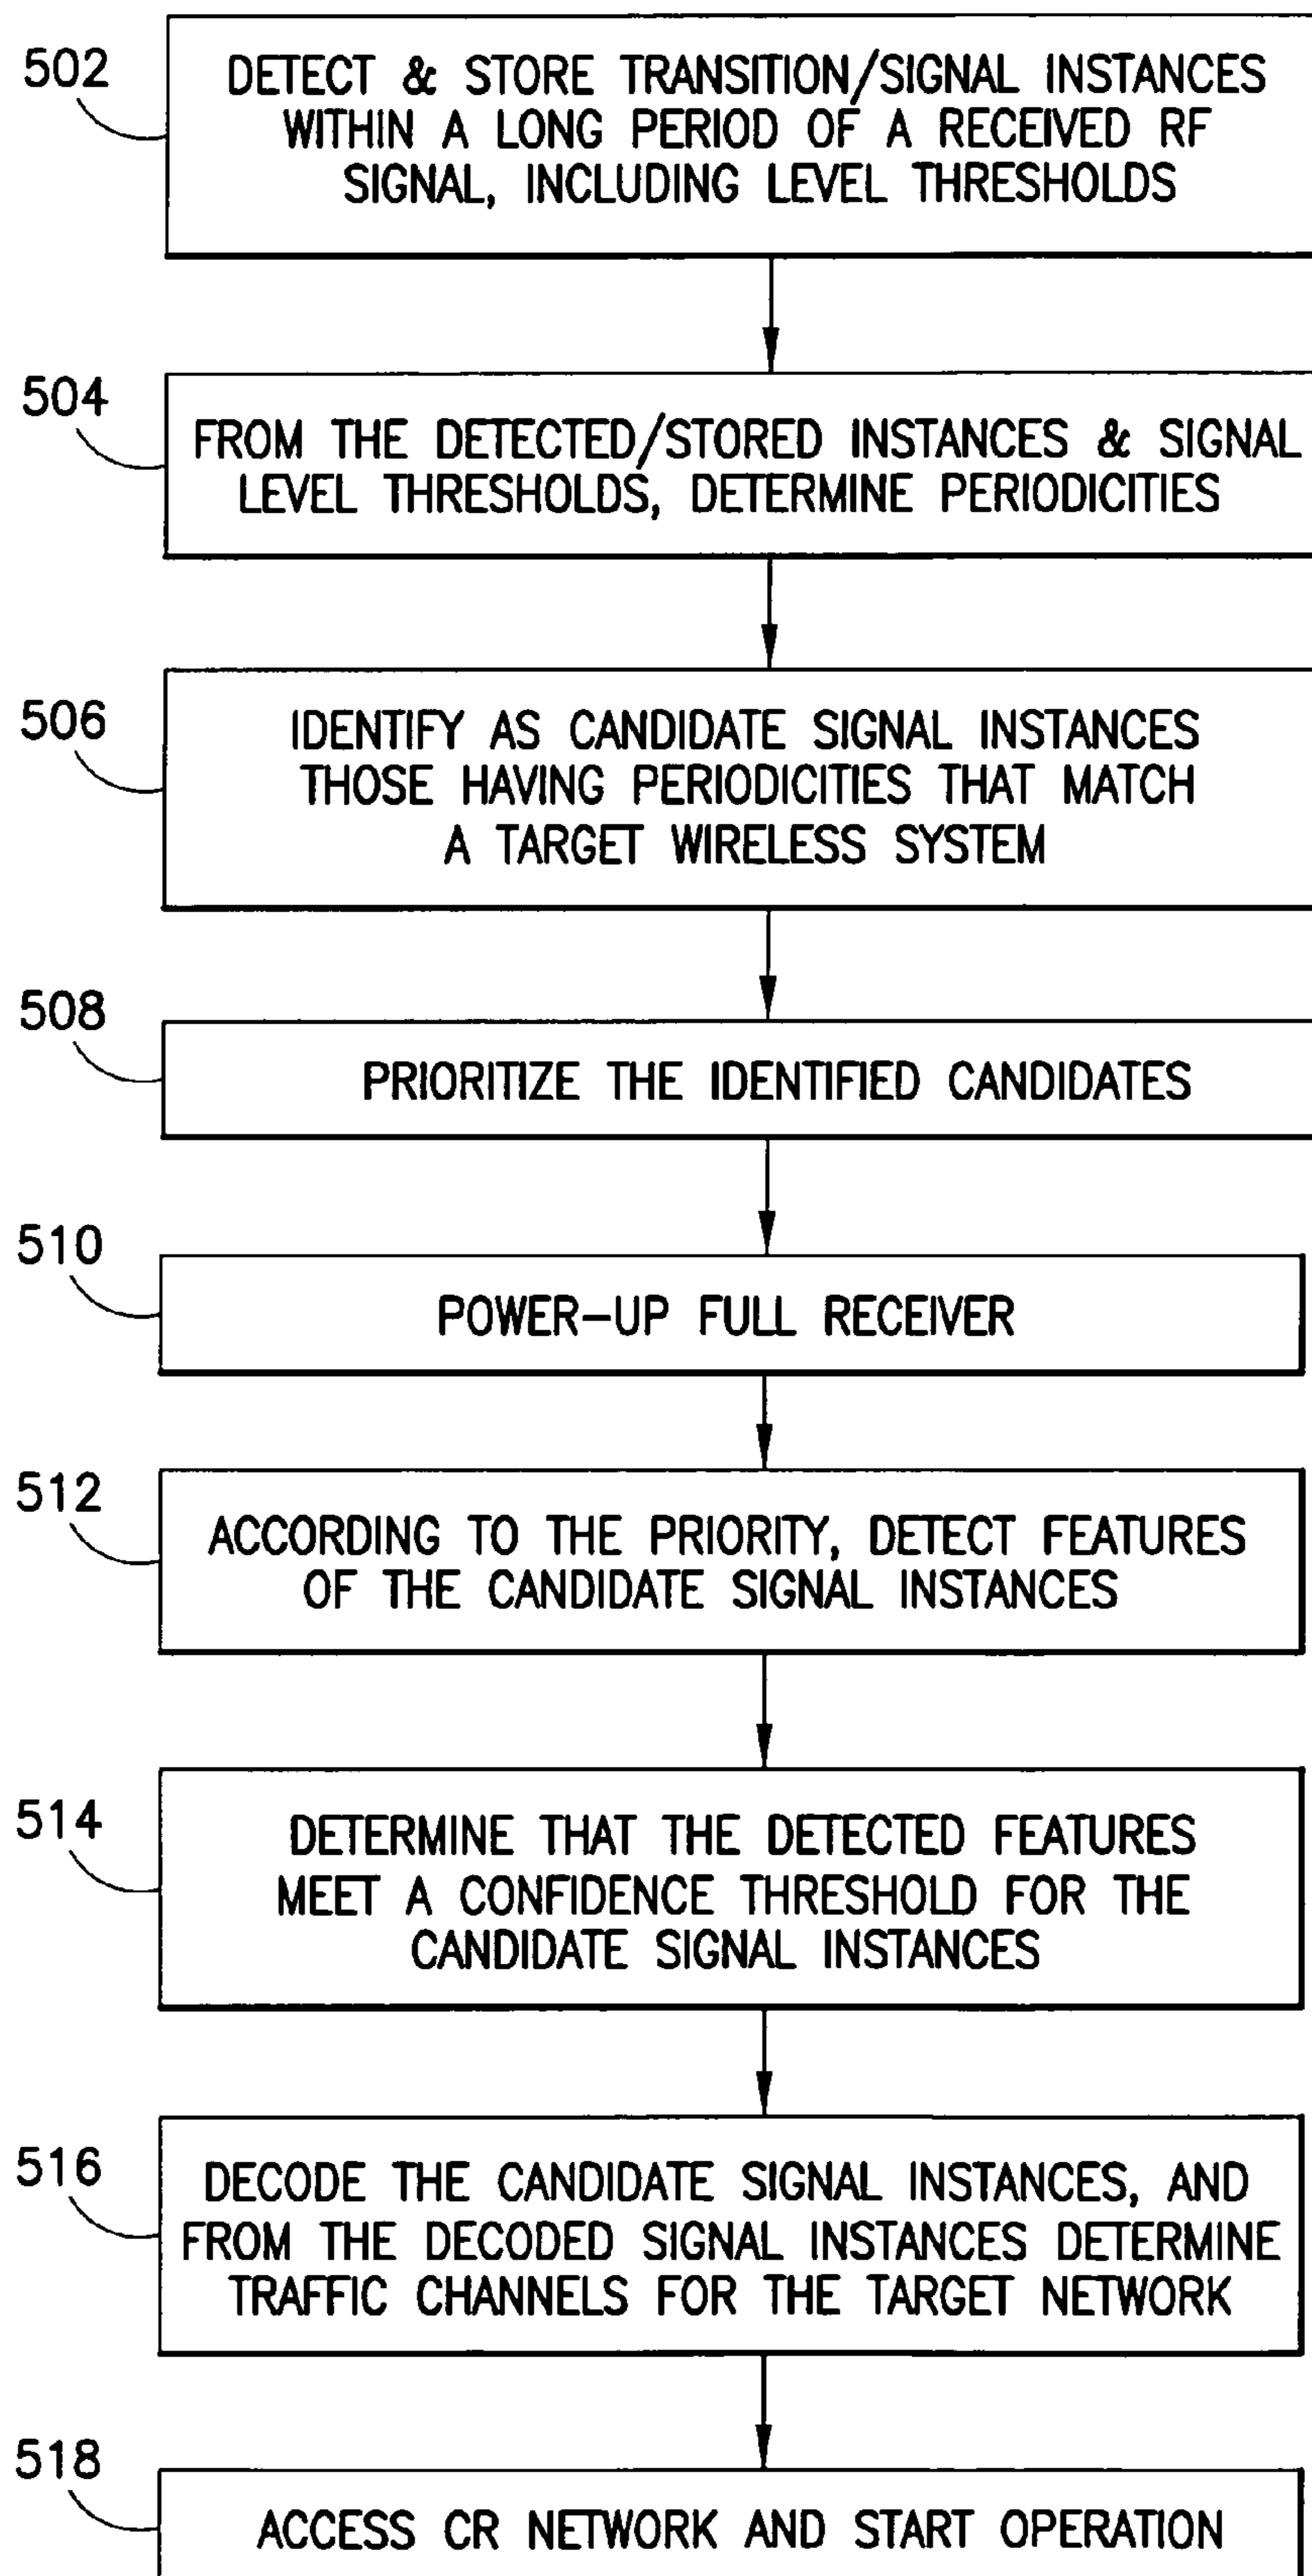 502
DETECT & STORE TRANSITION/SIGNAL INSTANCES
WITHIN A LONG PERIOD OF A RECEIVED RF
SIGNAL, INCLUDING LEVEL THRESHOLDS
504
FROM THE DETECTED/STORED INSTANCES & SIGNAL
LEVEL THRESHOLDS, DETERMINE PERIODICITIES
506
IDENTIFY AS CANDIDATE SIGNAL INSTANCES
THOSE HAVING PERIODICITIES THAT MATCH
A TARGET WIRELESS SYSTEM
508
PRIORITIZE THE IDENTIFIED CANDIDATES
510
POWER-UP FULL RECEIVER
512
ACCORDING TO THE PRIORITY, DETECT FEATURES
OF THE CANDIDATE SIGNAL INSTANCES
514
DETERMINE THAT THE DETECTED FEATURES
MEET A CONFIDENCE THRESHOLD FOR THE
CANDIDATE SIGNAL INSTANCES
516
DECODE THE CANDIDATE SIGNAL INSTANCES, AND
FROM THE DECODED SIGNAL INSTANCES DETERMINE
TRAFFIC CHANNELS FOR THE TARGET NETWORK
518
ACCESS CR NETWORK AND START OPERATION